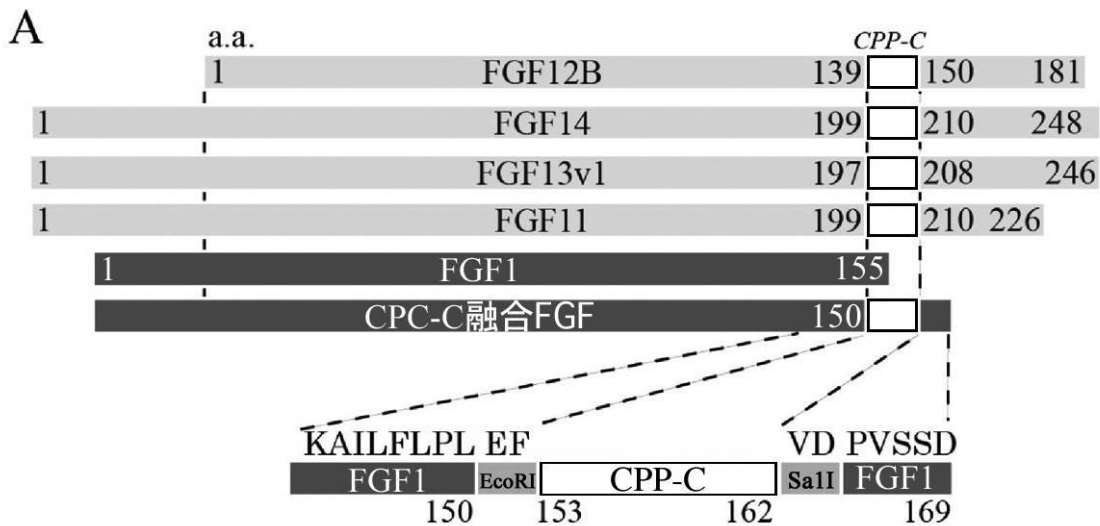 A
a.a.
CPP-C
1 FGF12B 139 150 181
1 FGF14 199 210 248
1 FGF13v1 197 208 246
1 FGF11 199 210 226
1 FGF1 155
CPC-C融合FGF 150
KAILFLPL EF VD PVSSD
FGF1 EcoRI CPP-C Sa1I FGF1
150 153 162 169